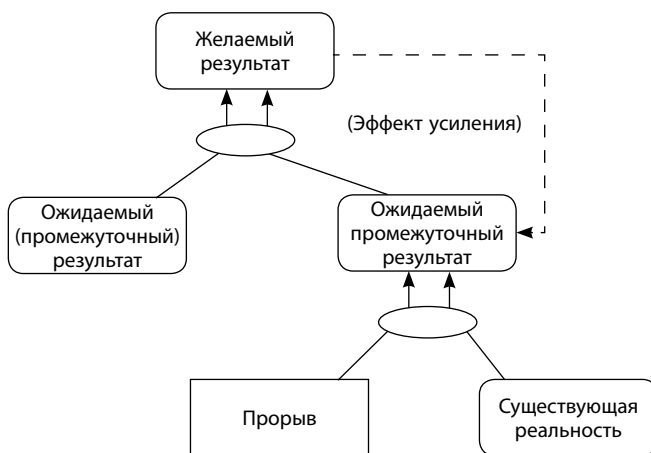 Желаемый
результат
(Эффект усиления)
Ожидаемый
(промежуточный)
результат
Ожидаемый
промежуточный
результат
Прорыв
Существующая
реальность